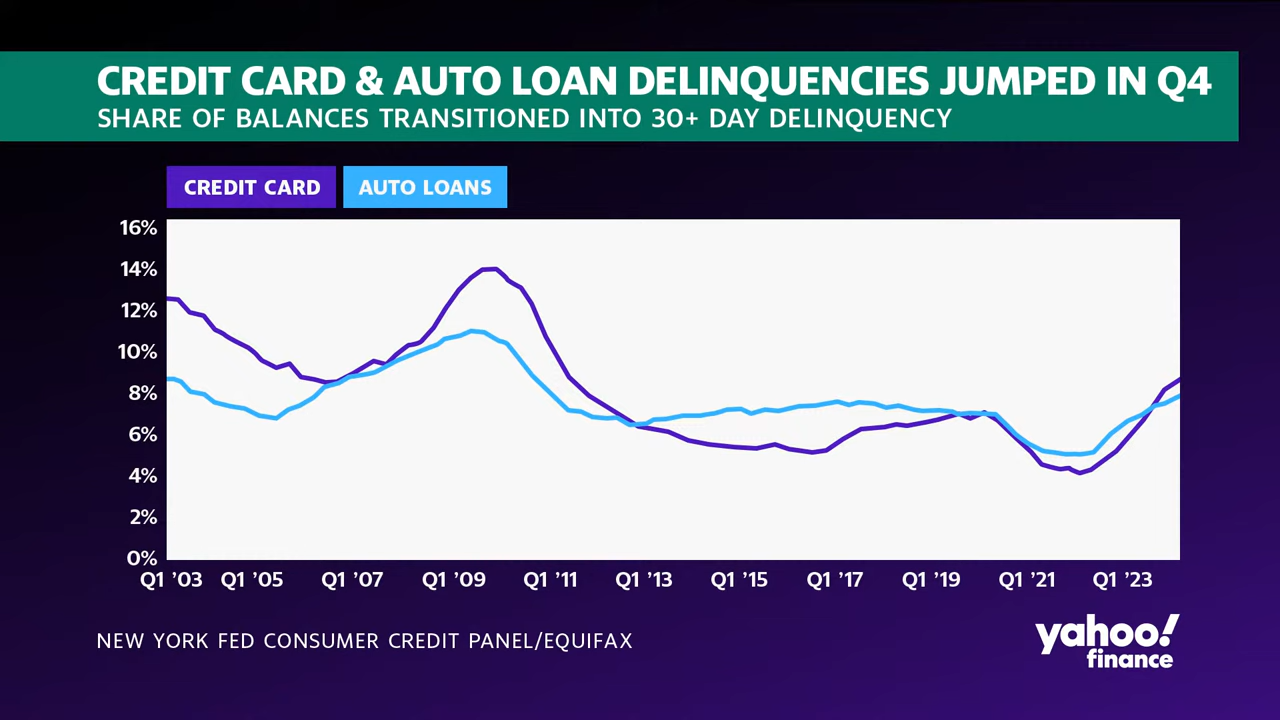 CREDIT CARD & AUTO LOAN DELINQUENCIES JUMPED IN Q4
SHARE OF BALANCES TRANSITIONED INTO 30+ DAY DELINQUENCY
CREDIT CARD
AUTO LOANS
16%
14%
12%
10%
8%
6%
4%
2%
0%
Q1 ’03 Q1 ’05 Q1 ’07 Q1 ’09 Q1 ’11 Q1 ’13 Q1 ’15 Q1 ’17 Q1 ’19 Q1 ’21 Q1 ’23
NEW YORK FED CONSUMER CREDIT PANEL/EQUIFAX
yahoo!
finance